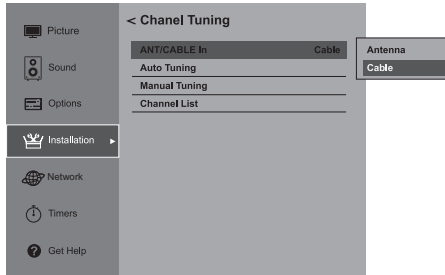 Picture
Sound
Options
Installation
Network
Timers
Get Help
< Chanel Tuning
ANT/CABLE In Cable
Auto Tuning
Manual Tuning
Channel List
Antenna
Cable